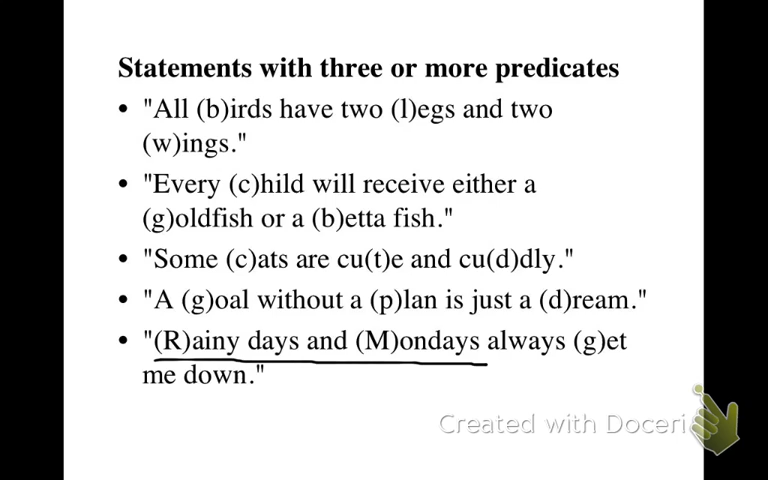 Statements with three or more predicates
• "All (b)irds have two (l)egs and two
(w)ings."
• "Every (c)hild will receive either a
(g)oldfish or a (b)etta fish."
• "Some (c)ats are cu(t)e and cu(d)dly."
• "A (g)oal without a (p)lan is just a (d)ream."
• "(R)ainy days and (M)ondays always (g)et
me down."
Created with Doceri